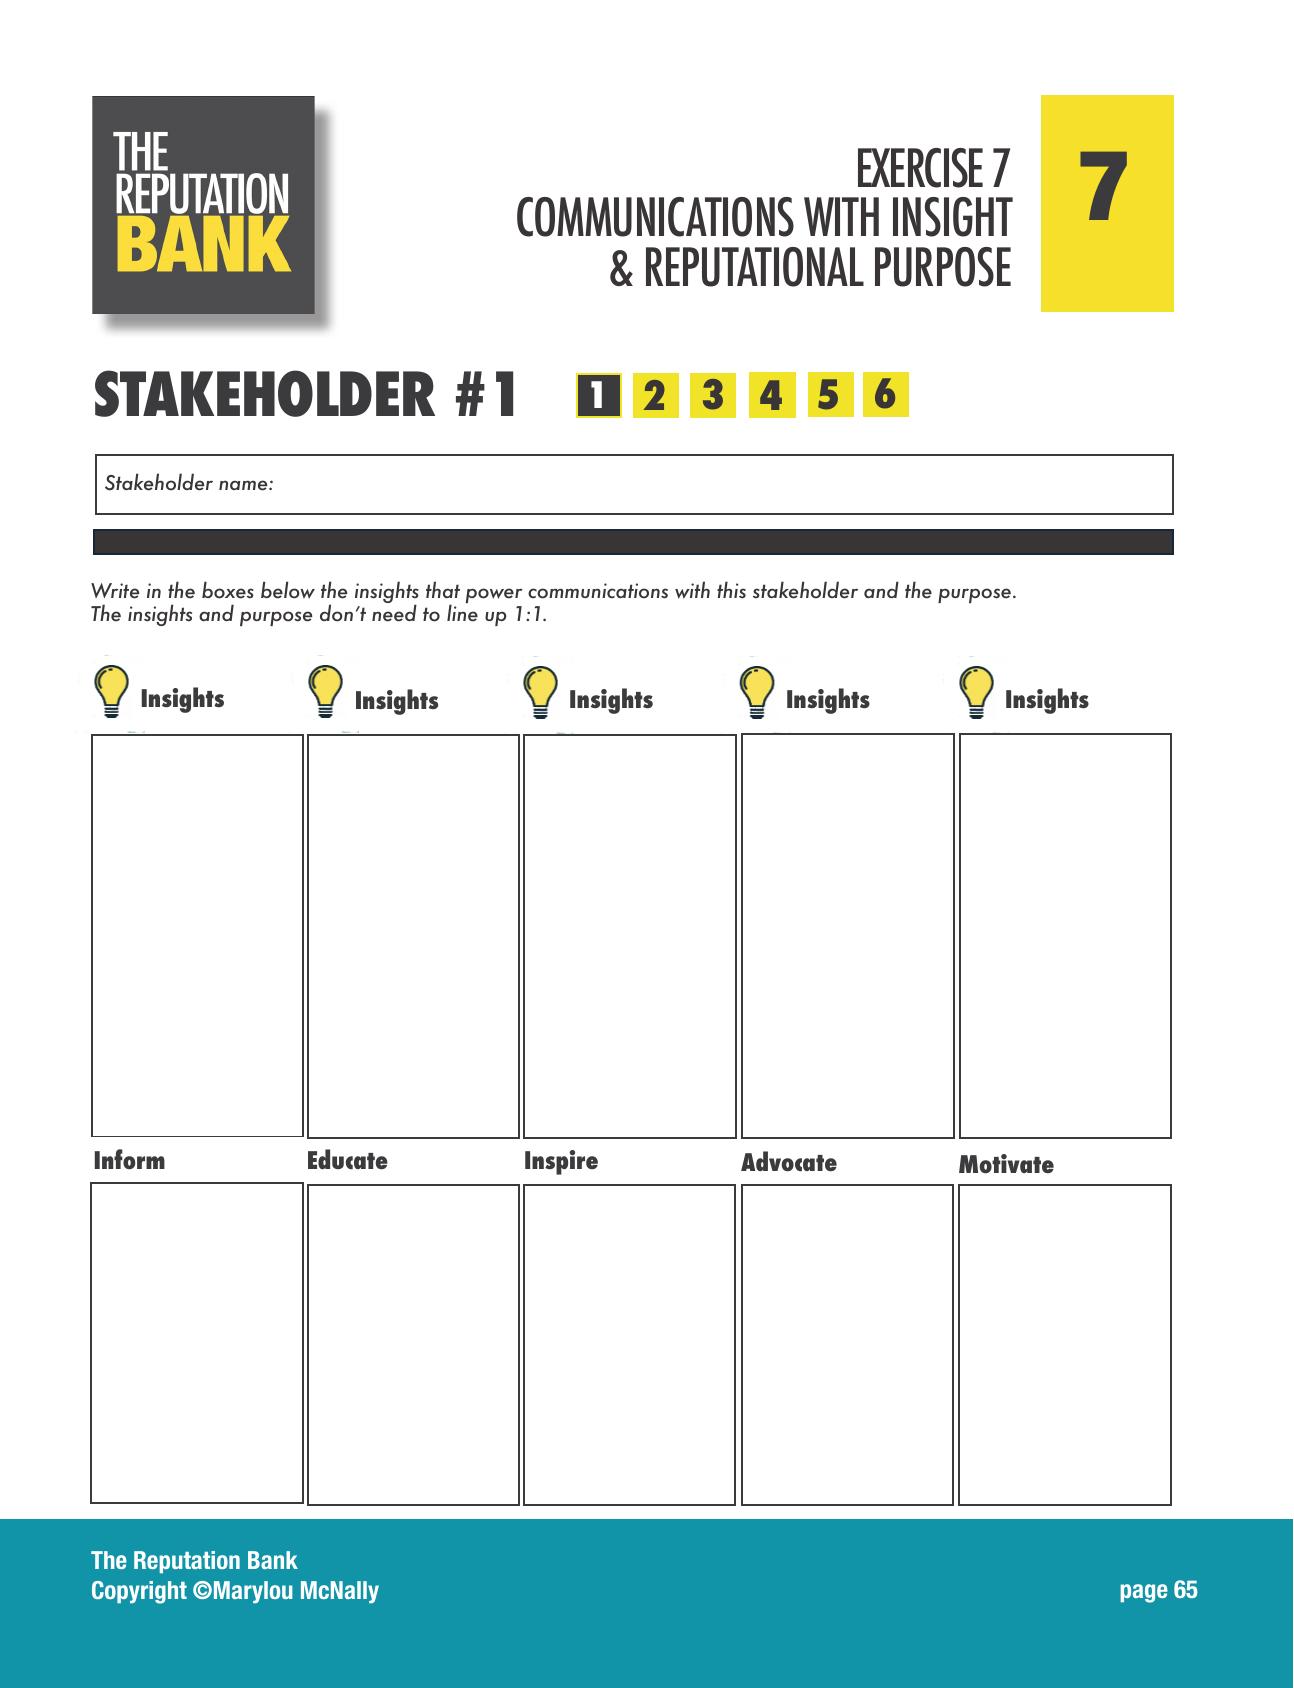 THE
REPUTATION
BANK
EXERCISE 7
COMMUNICATIONS WITH INSIGHT
& REPUTATIONAL PURPOSE
7
STAKEHOLDER #1 1 2 3 4 5 6
Stakeholder name:
Write in the boxes below the insights that power communications with this stakeholder and the purpose.
The insights and purpose don't need to line up 1:1.
Insights Insights Insights Insights Insights
Inform Educate Inspire Advocate Motivate
The Reputation Bank
Copyright ©Marylou McNally
page 65